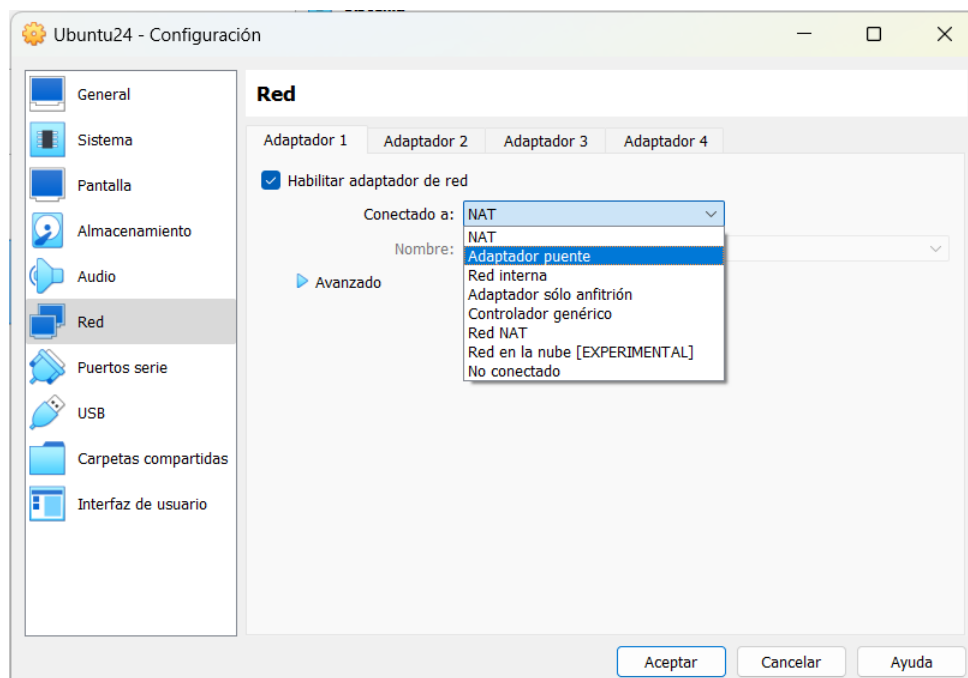 Ubuntu24 - Configuración
General
Sistema
Pantalla
Almacenamiento
Audio
Red
Puertos serie
USB
Carpetas compartidas
Interfaz de usuario
Red
Adaptador 1 Adaptador 2 Adaptador 3 Adaptador 4
Habilitar adaptador de red
Conectado a: NAT
NAT
Nombre:
Adaptador puente
Red interna
Avanzado
Adaptador sólo anfitrión
Controlador genérico
Red NAT
Red en la nube [EXPERIMENTAL]
No conectado
Aceptar Cancelar Ayuda